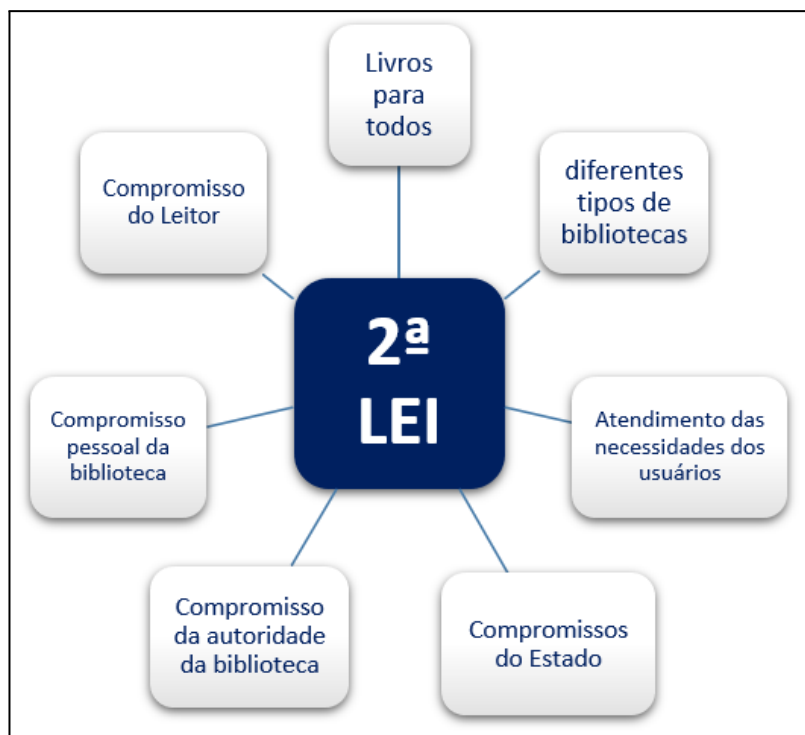 Livros
para
todos
diferentes
tipos de
bibliotecas
Compromisso
do Leitor
2ª
LEI
Compromisso
pessoal da
biblioteca
Atendimento das
necessidades dos
usuários
Compromisso
da autoridade
da biblioteca
Compromissos
do Estado